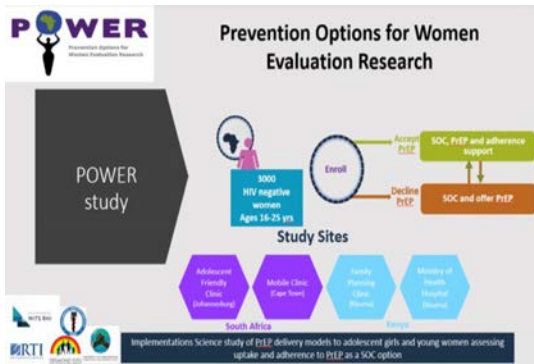 POWER
Prevention Options for
Women Evaluation Research
Prevention Options for Women
Evaluation Research
POWER
study
3000
HIV negative
women
Ages 16-25 yrs
Enroll
Accept
PrEP
Decline
PrEP
SOC, PrEP and adherence
support
SOC and offer PrEP
Study Sites
Adolescent
Friendly
Clinic
(Johannesburg)
Mobile Clinic
(Cape Town)
Family
Planning
Clinic
(Kisumu)
Ministry of
Health
Hospital
(Kisumu)
South Africa
Kenya
WITS RHI
RTI
Implementations Science study of PrEP delivery models to adolescent girls and young women assessing
uptake and adherence to PrEP as a SOC option